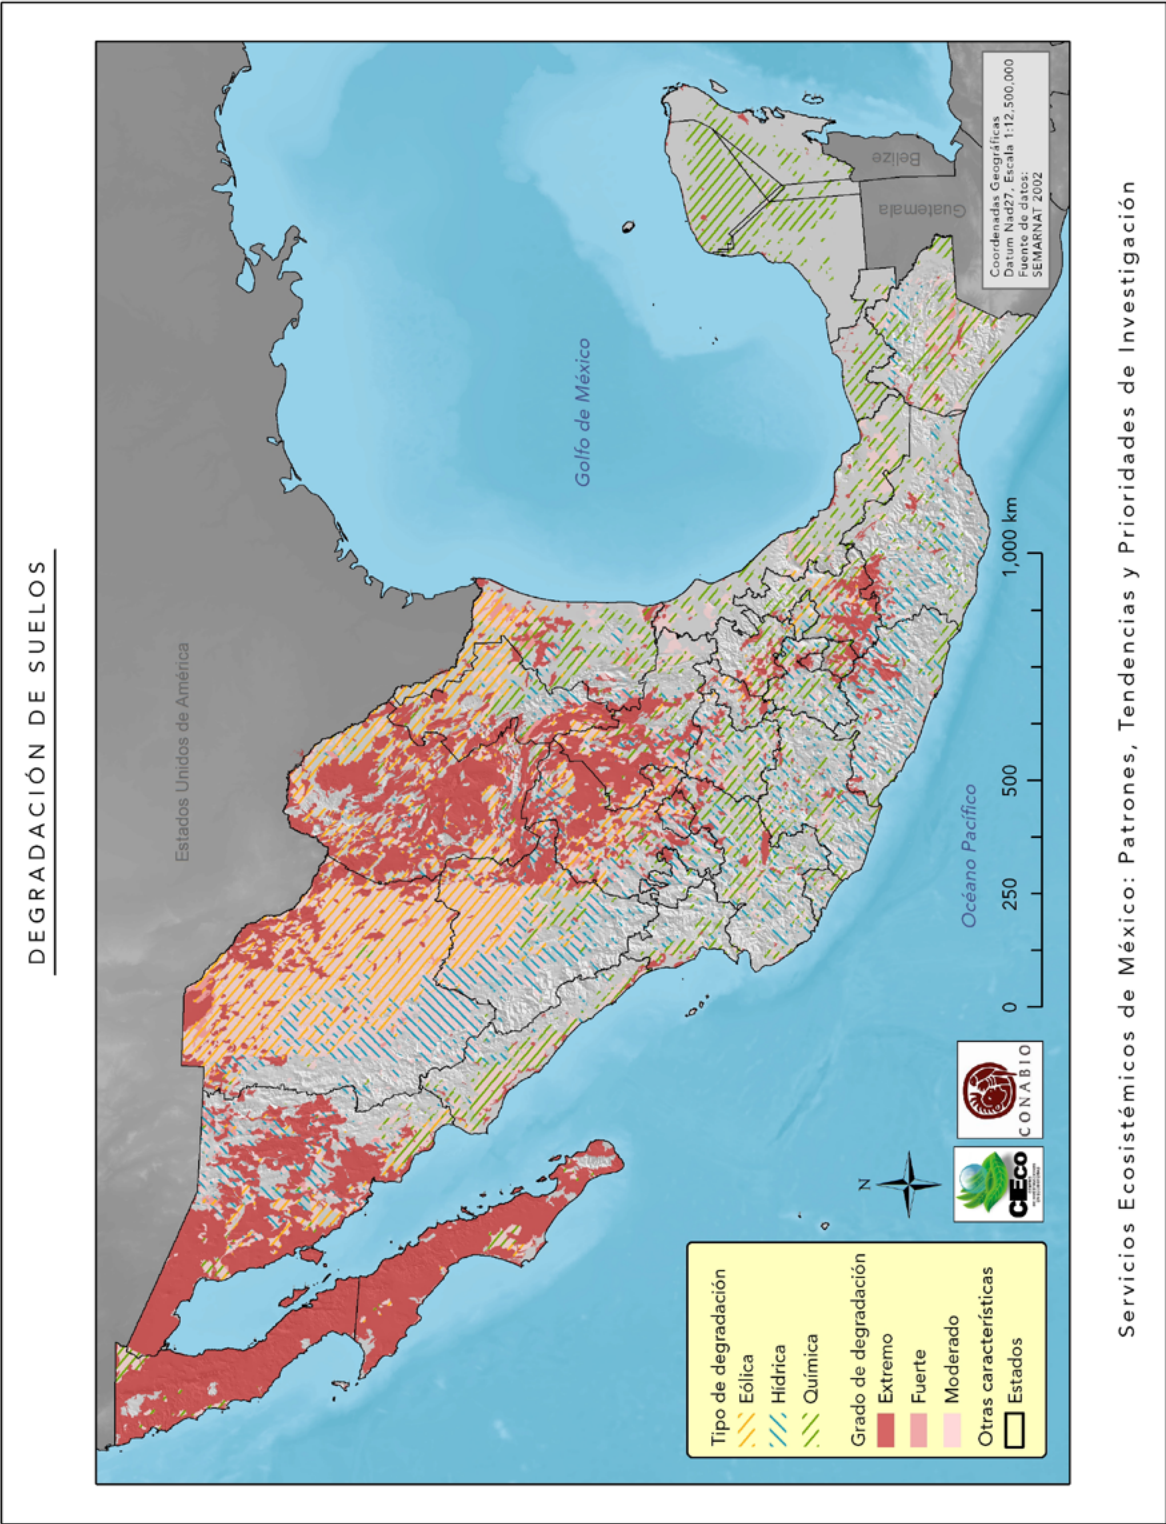 DEGRADACIÓN DE SUELOS
Estados Unidos de América
Golfo de México
Océano Pacífico
Belize
Guatemala
Coordenadas Geográficas
Datum Nad27, Escala 1:12,500,000
Fuente de datos:
SEMARNAT 2002
Tipo de degradación
Eólica
Hídrica
Química
Grado de degradación
Extremo
Fuerte
Moderado
Otras características
Estados
N
CIEco
CONABIO
0 250 500 1,000 km
Servicios Ecosistémicos de México: Patrones, Tendencias y Prioridades de Investigación